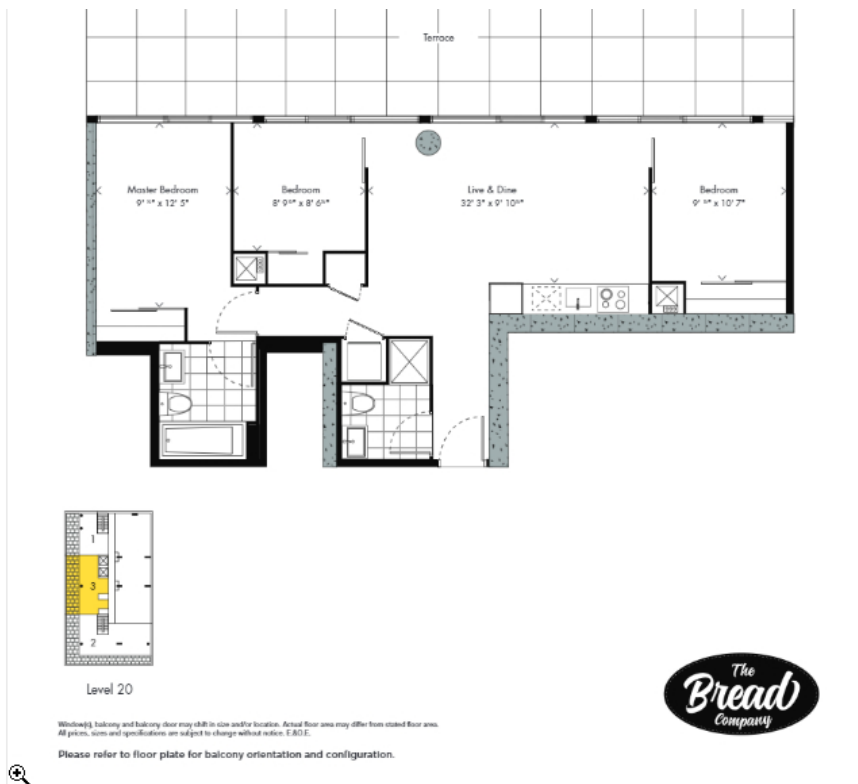 Terrace
Master Bedroom
9' ¾" x 12' 5"
Bedroom
Live & Dine
32' 3" x
Bedroom
x 10' 7"
1
3
2
Level 20
The
Bread
Company
Window(s), balcony and balcony door may shift in size and/or location. Actual floor area may differ from stated floor area.
All prices, sizes and specifications are subject to change without notice. E.&O.E.
Please refer to floor plate for balcony orientation and configuration.